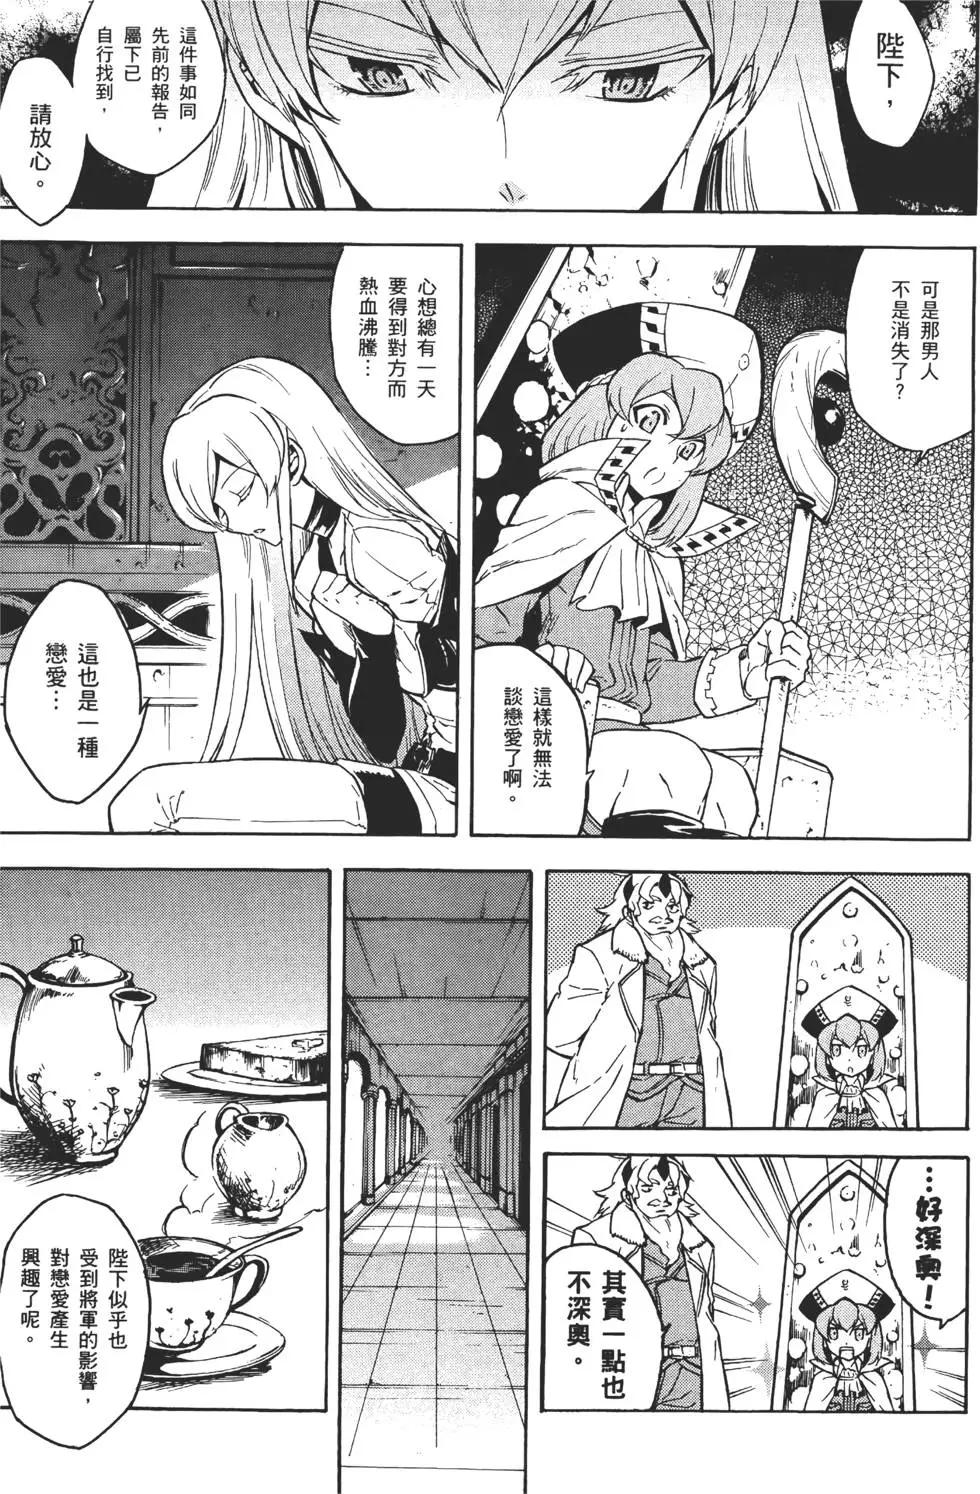 陛下，
這件事如同
先前的報告，
屬下已
自行找到，
請放心。
可是那男人
不是消失了？
這樣就無法
談戀愛了啊。
心想總有一天
要得到對方而
熱血沸騰…
這也是一種
戀愛…
…好深奧！
其實一點也
不深奧。
陛下似乎也
受到將軍的影響，
對戀愛產生
興趣了呢。